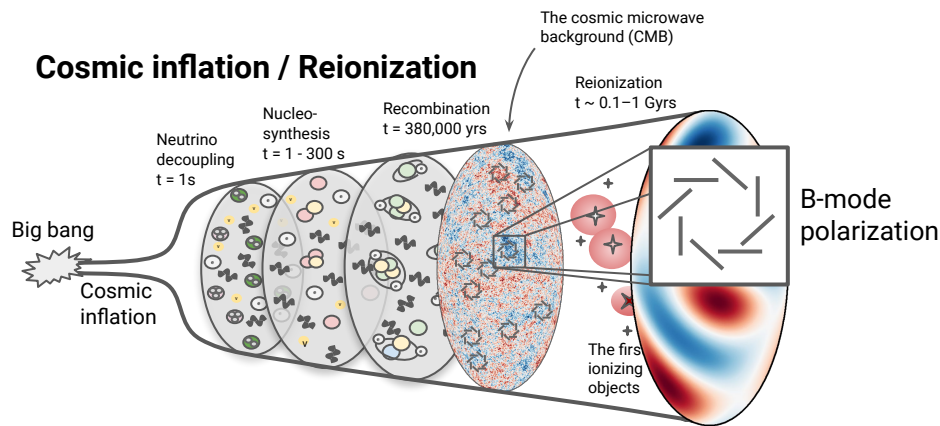 The cosmic microwave
background (CMB)
Cosmic inflation / Reionization
Reionization
t ~ 0.1–1 Gyrs
Recombination
t = 380,000 yrs
Nucleo-
synthesis
t = 1 - 300 s
Neutrino
decoupling
t = 1s
Big bang
Cosmic
inflation
B-mode
polarization
The firs
ionizing
objects